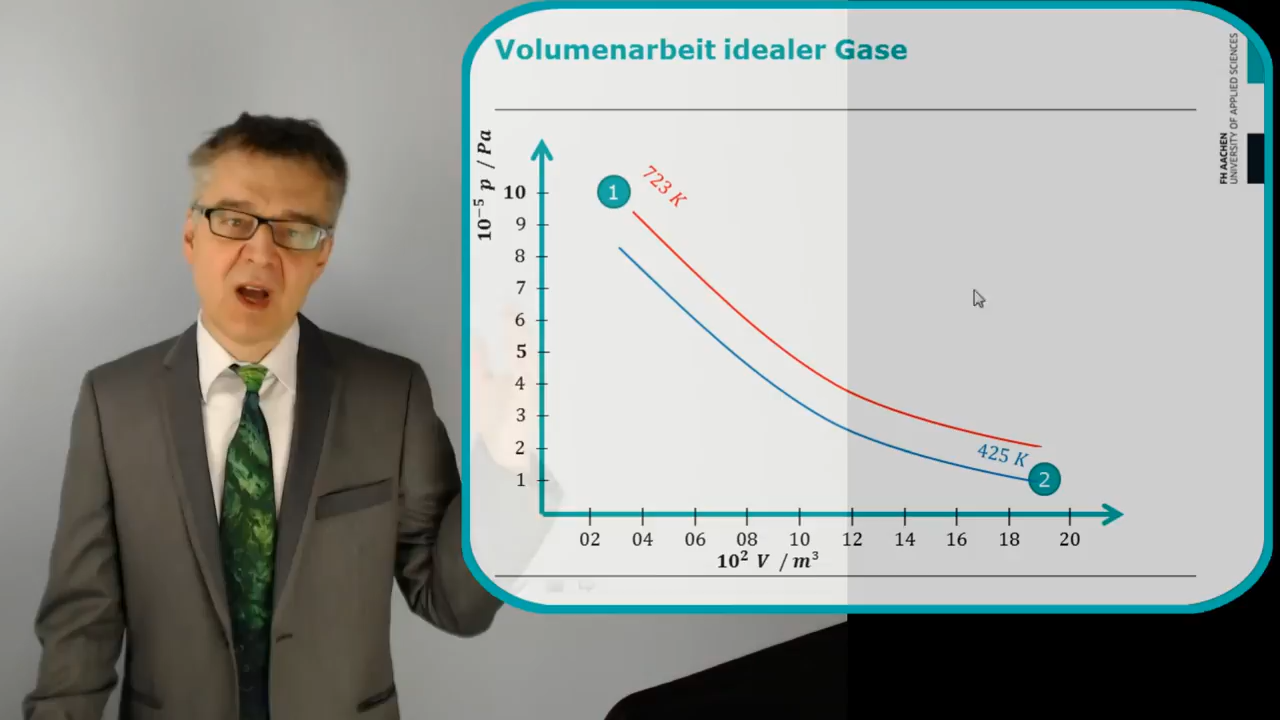 Volumenarbeit idealer Gase
FH AACHEN
UNIVERSITY OF APPLIED SCIENCES
10⁻⁵ p / Pa
10
9
8
7
6
5
4
3
2
1
1
723 K
425 K
2
02 04 06 08 10 12 14 16 18 20
10² V / m³